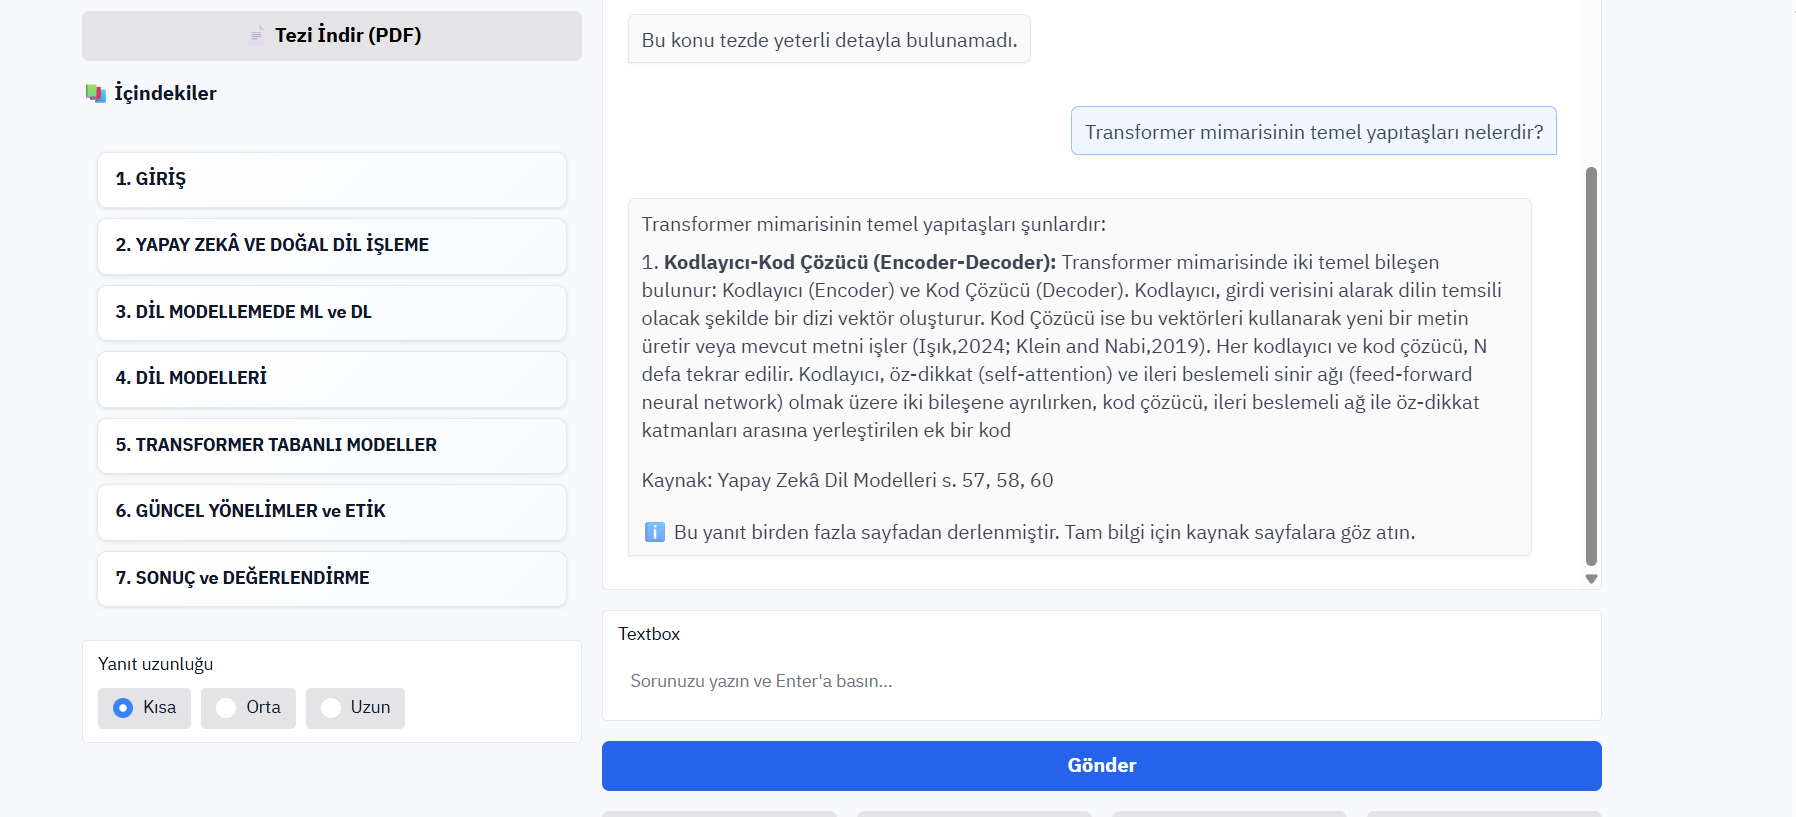 Tezi İndir (PDF)
İçindekiler
1. GİRİŞ
2. YAPAY ZEKÂ VE DOĞAL DİL İŞLEME
3. DİL MODELLEMEDE ML ve DL
4. DİL MODELLERİ
5. TRANSFORMER TABANLI MODELLER
6. GÜNCEL YÖNELİMLER ve ETİK
7. SONUÇ ve DEĞERLENDİRME
Yanıt uzunluğu
Kısa
Orta
Uzun
Bu konu tezde yeterli detayla bulunamadı.
Transformer mimarisinin temel yapıtaşları nelerdir?
Transformer mimarisinin temel yapıtaşları şunlardır:
1. Kodlayıcı-Kod Çözücü (Encoder-Decoder): Transformer mimarisinde iki temel bileşen
bulunur: Kodlayıcı (Encoder) ve Kod Çözücü (Decoder). Kodlayıcı, girdi verisini alarak dilin temsili
olacak şekilde bir dizi vektör oluşturur. Kod Çözücü ise bu vektörleri kullanarak yeni bir metin
üretir veya mevcut metni işler (Işık,2024; Klein and Nabi,2019). Her kodlayıcı ve kod çözücü, N
defa tekrar edilir. Kodlayıcı, öz-dikkat (self-attention) ve ileri beslemeli sinir ağı (feed-forward
neural network) olmak üzere iki bileşene ayrılırken, kod çözücü, ileri beslemeli ağ ile öz-dikkat
katmanları arasına yerleştirilen ek bir kod
Kaynak: Yapay Zekâ Dil Modelleri s. 57, 58, 60
ℹ️ Bu yanıt birden fazla sayfadan derlenmiştir. Tam bilgi için kaynak sayfalara göz atın.
Textbox
Sorunuzu yazın ve Enter'a basın...
Gönder